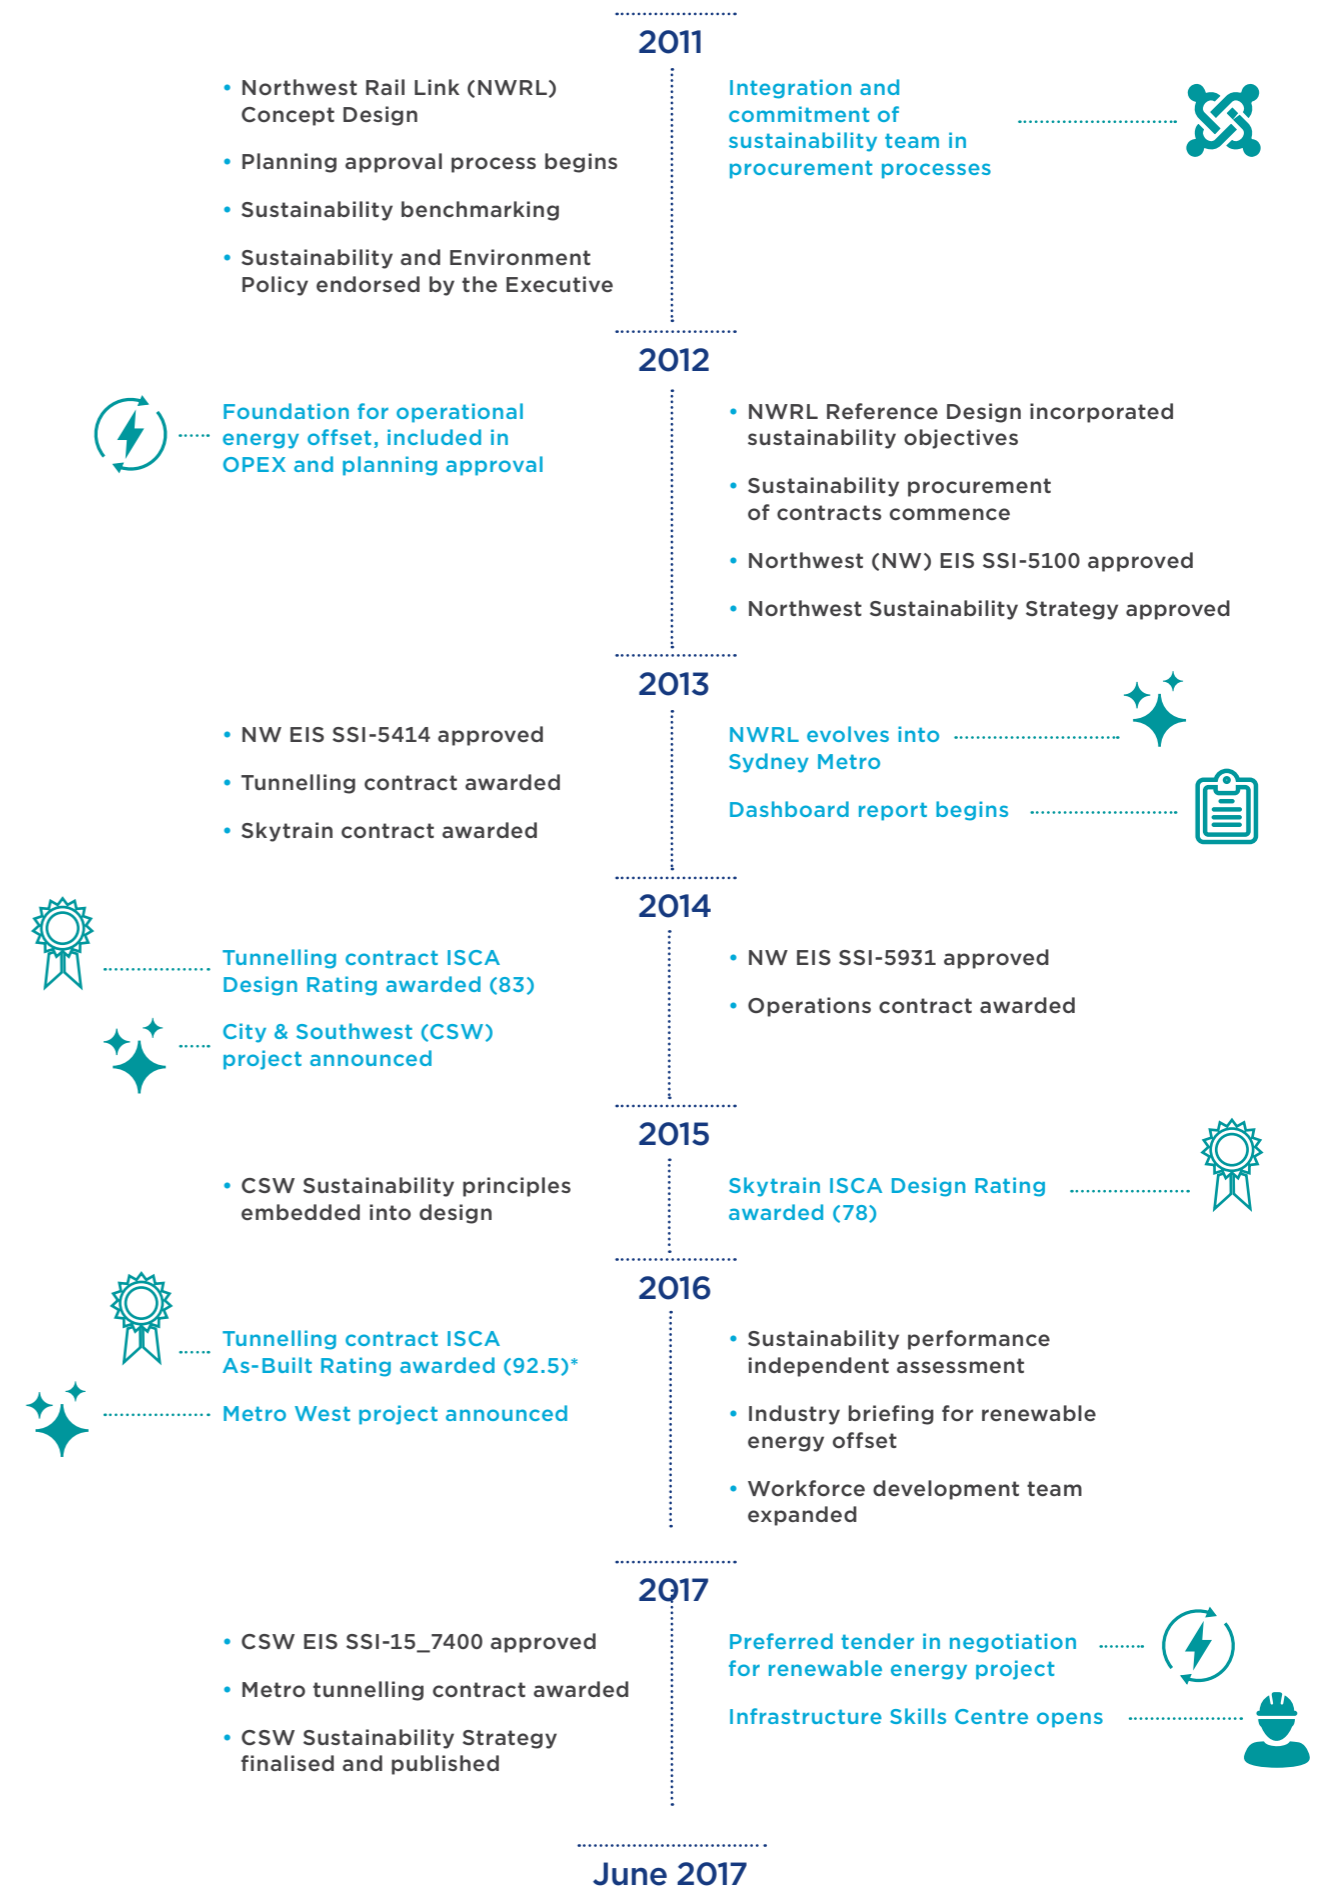 2011
• Northwest Rail Link (NWRL)
Concept Design
• Planning approval process begins
• Sustainability benchmarking
• Sustainability and Environment
Policy endorsed by the Executive
Integration and
commitment of
sustainability team in
procurement processes
2012
Foundation for operational
energy offset, included in
OPEX and planning approval
• NWRL Reference Design incorporated
sustainability objectives
• Sustainability procurement
of contracts commence
• Northwest (NW) EIS SSI-5100 approved
• Northwest Sustainability Strategy approved
2013
• NW EIS SSI-5414 approved
• Tunnelling contract awarded
• Skytrain contract awarded
NWRL evolves into
Sydney Metro
Dashboard report begins
2014
Tunnelling contract ISCA
Design Rating awarded (83)
City & Southwest (CSW)
project announced
• NW EIS SSI-5931 approved
• Operations contract awarded
2015
• CSW Sustainability principles
embedded into design
Skytrain ISCA Design Rating
awarded (78)
2016
Tunnelling contract ISCA
As-Built Rating awarded (92.5)*
Metro West project announced
• Sustainability performance
independent assessment
• Industry briefing for renewable
energy offset
• Workforce development team
expanded
2017
• CSW EIS SSI-15_7400 approved
• Metro tunnelling contract awarded
• CSW Sustainability Strategy
finalised and published
Preferred tender in negotiation
for renewable energy project
Infrastructure Skills Centre opens
June 2017